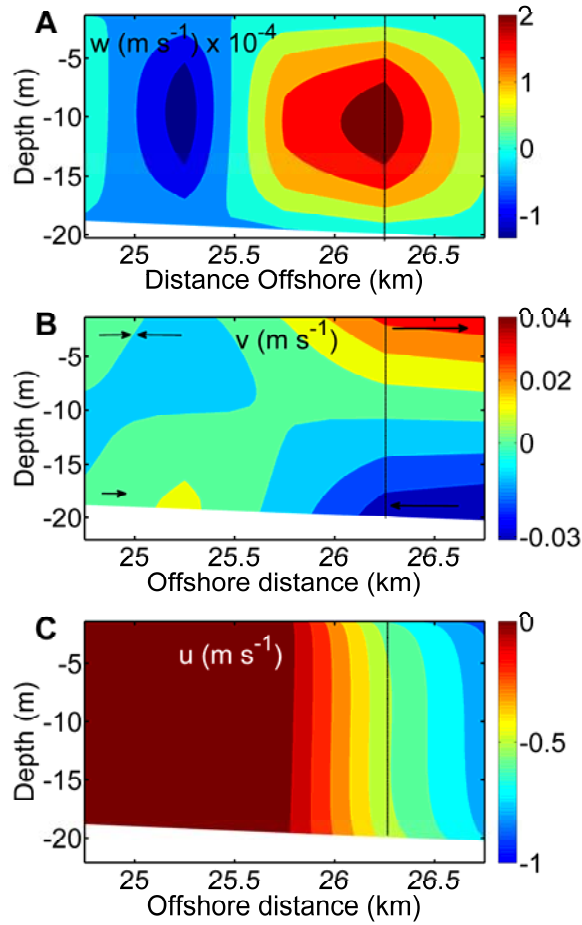 A
w (m s⁻¹) x 10⁻⁴
Depth (m)
-5
-10
-15
-20
25
25.5
26
26.5
Distance Offshore (km)
2
1
0
-1
B
v (m s⁻¹)
Depth (m)
-5
-10
-15
-20
25
25.5
26
26.5
Offshore distance (km)
0.04
0.02
0
-0.03
C
u (m s⁻¹)
Depth (m)
-5
-10
-15
-20
25
25.5
26
26.5
Offshore distance (km)
0
-0.5
-1